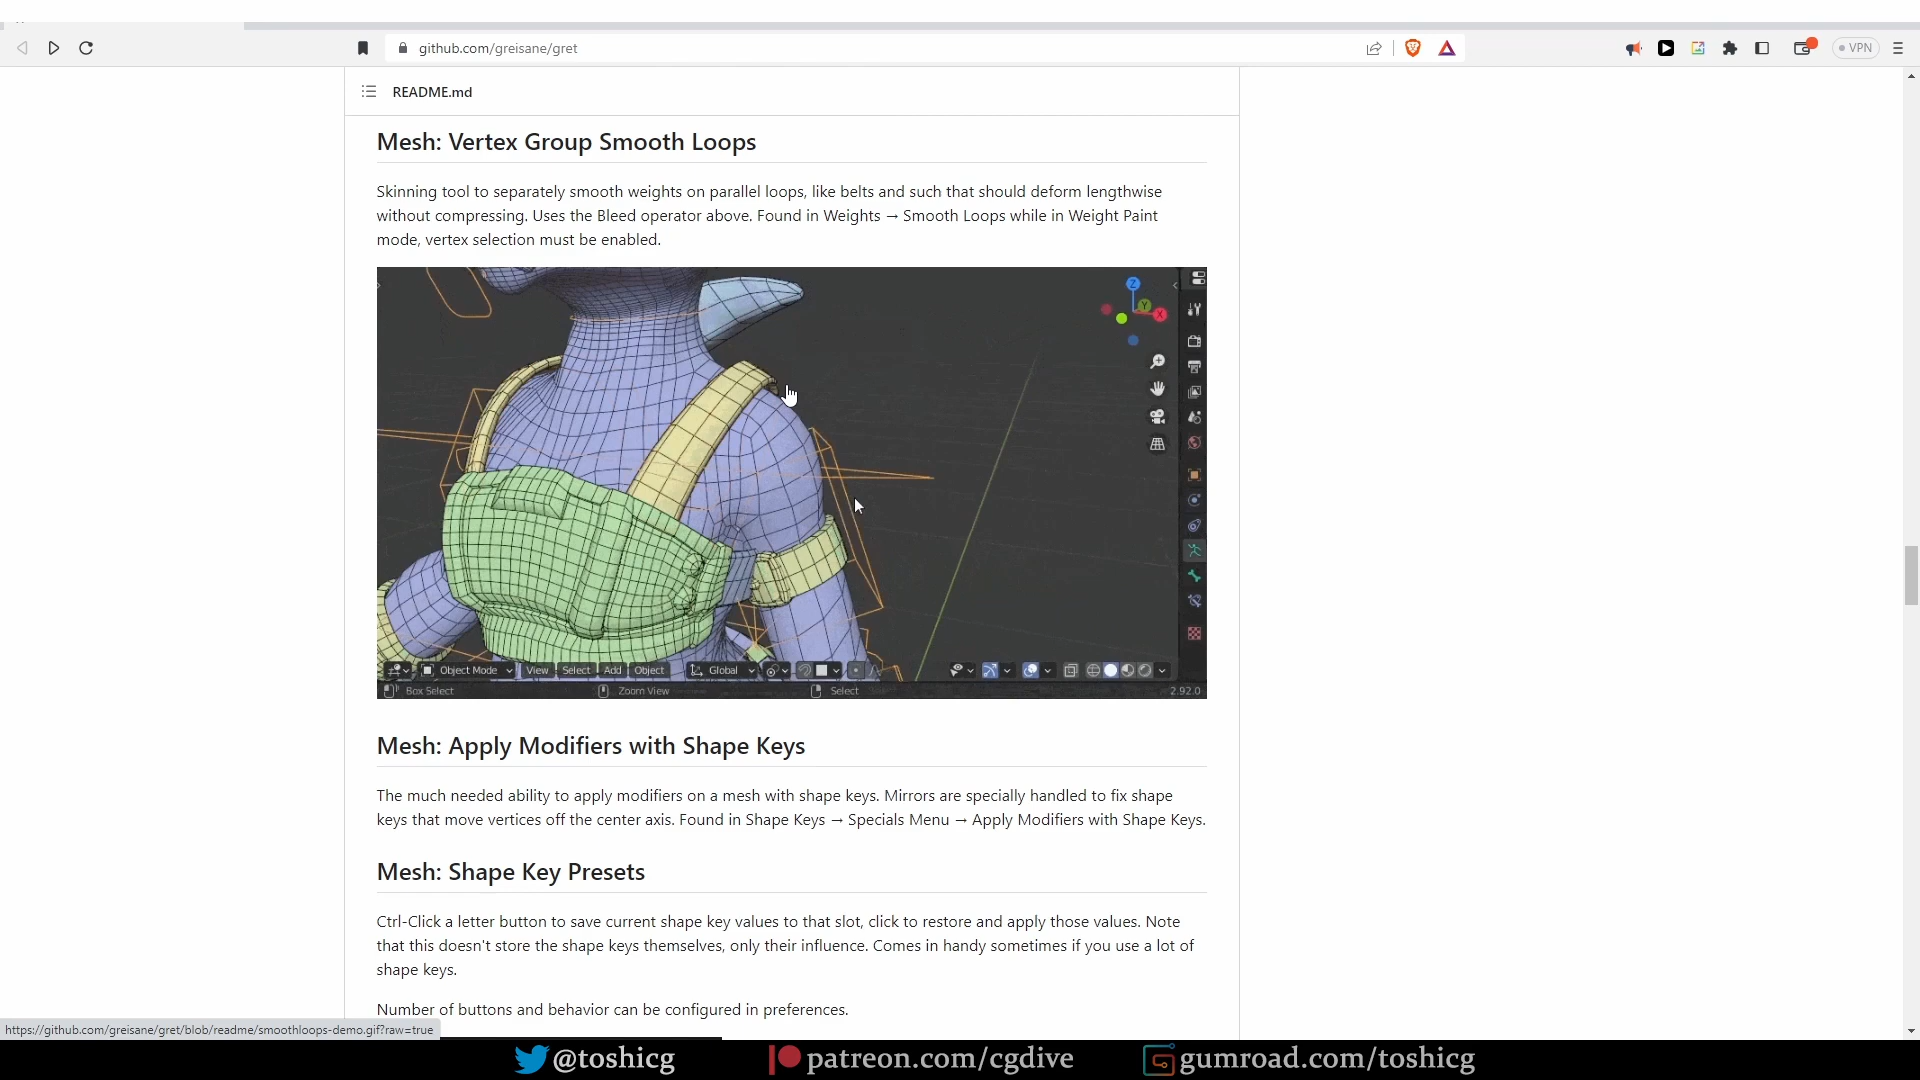 github.com/greisane/gret
VPN
README.md
Mesh: Vertex Group Smooth Loops
Skinning tool to separately smooth weights on parallel loops, like belts and such that should deform lengthwise
without compressing. Uses the Bleed operator above. Found in Weights → Smooth Loops while in Weight Paint
mode, vertex selection must be enabled.
Z
Y
X
Object Mode View Select Add Object Global
Box Select Zoom View Select 2.92.0
Mesh: Apply Modifiers with Shape Keys
The much needed ability to apply modifiers on a mesh with shape keys. Mirrors are specially handled to fix shape
keys that move vertices off the center axis. Found in Shape Keys → Specials Menu → Apply Modifiers with Shape Keys.
Mesh: Shape Key Presets
Ctrl-Click a letter button to save current shape key values to that slot, click to restore and apply those values. Note
that this doesn't store the shape keys themselves, only their influence. Comes in handy sometimes if you use a lot of
shape keys.
Number of buttons and behavior can be configured in preferences.
https://github.com/greisane/gret/blob/readme/smoothloops-demo.gif?raw=true
@toshicg patreon.com/cgdive gumroad.com/toshicg